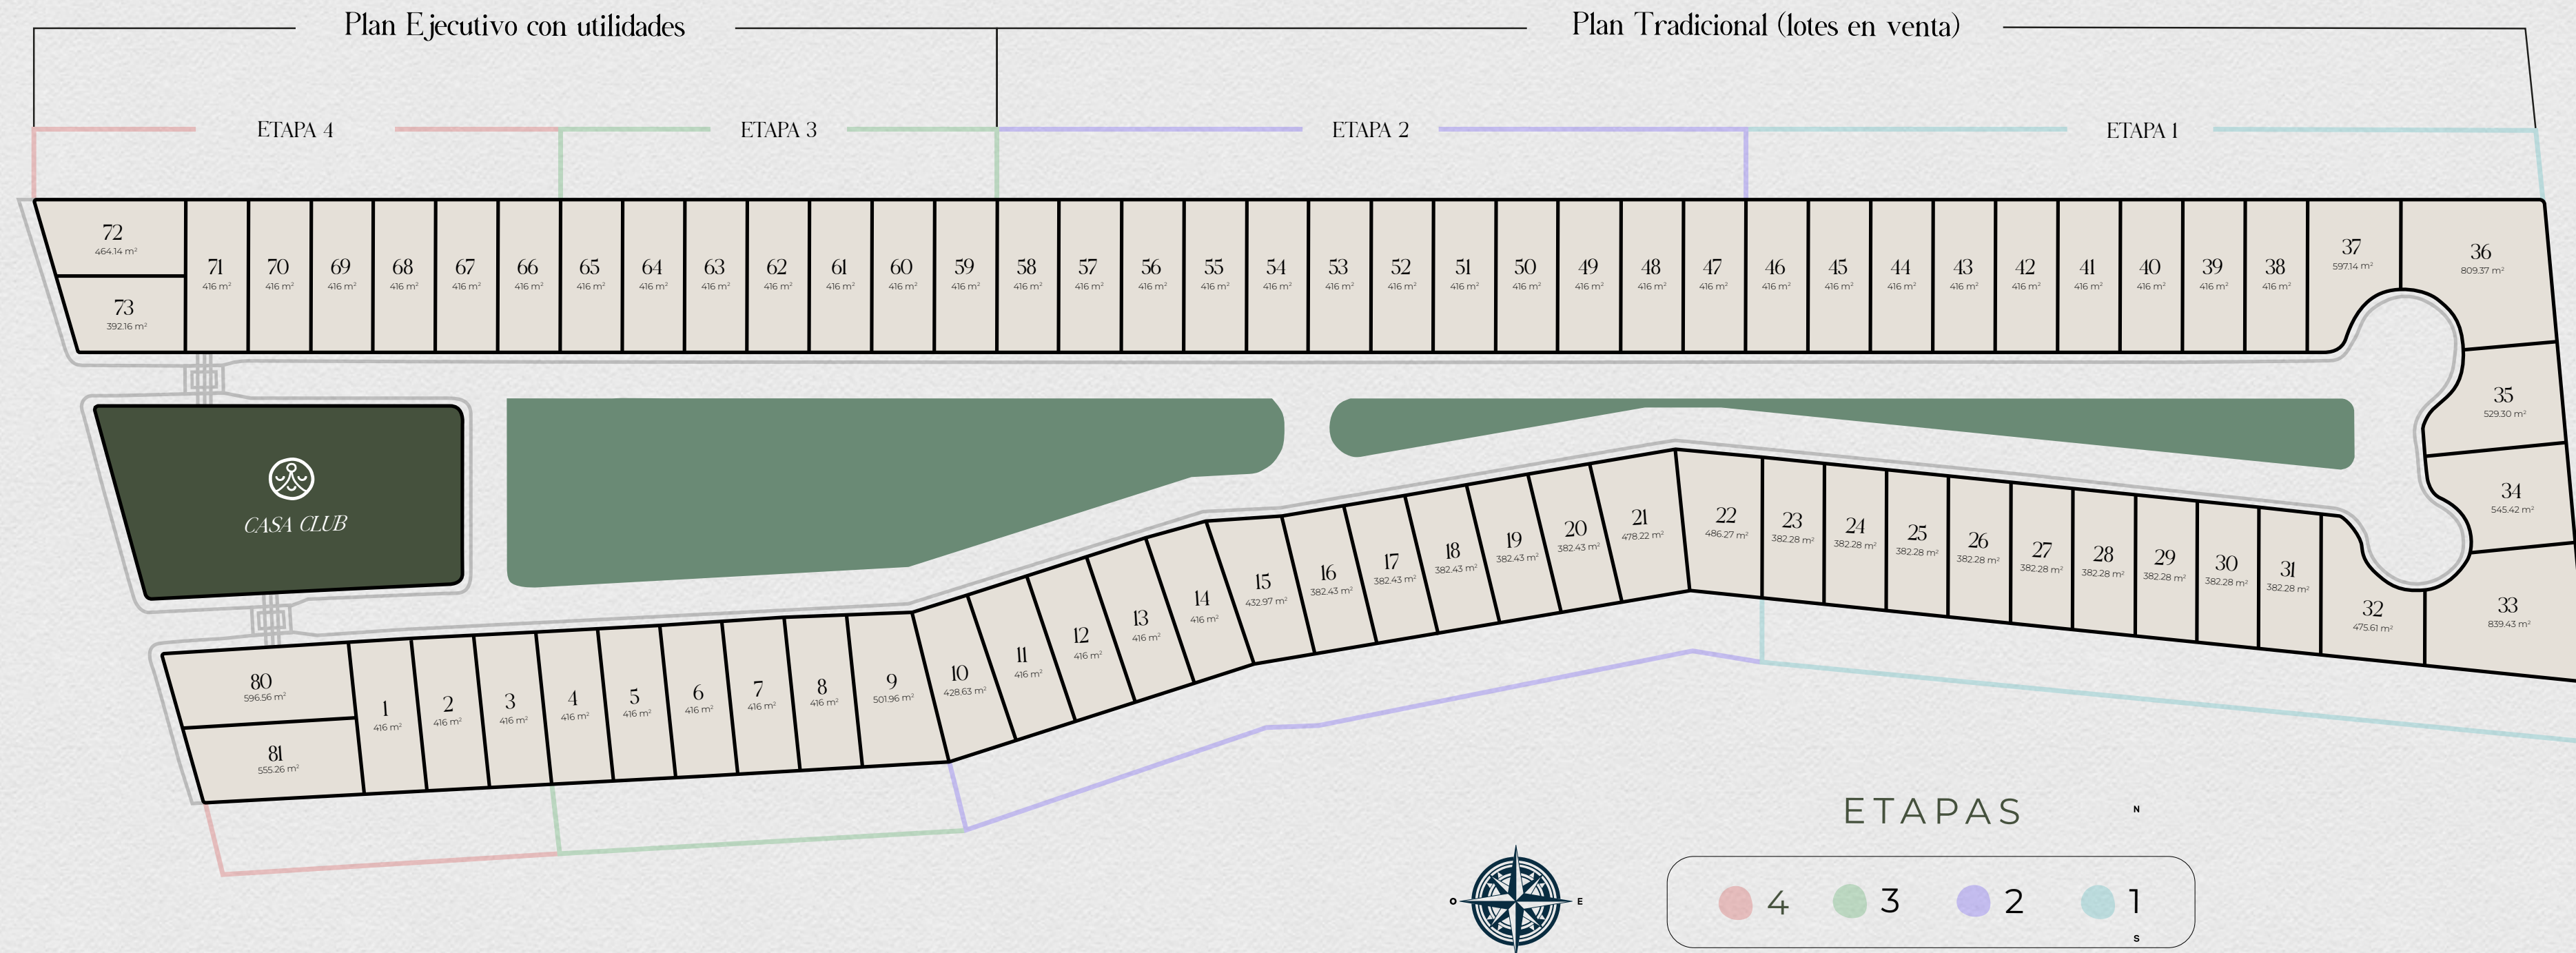 Plan Ejecutivo con utilidades
Plan Tradicional (lotes en venta)
ETAPA 4
ETAPA 3
ETAPA 2
ETAPA 1
72
464.14 m²
73
392.16 m²
71
416 m²
70
416 m²
69
416 m²
68
416 m²
67
416 m²
66
416 m²
65
416 m²
64
416 m²
63
416 m²
62
416 m²
61
416 m²
60
416 m²
59
416 m²
58
416 m²
57
416 m²
56
416 m²
55
416 m²
54
416 m²
53
416 m²
52
416 m²
51
416 m²
50
416 m²
49
416 m²
48
416 m²
47
416 m²
46
416 m²
45
416 m²
44
416 m²
43
416 m²
42
416 m²
41
416 m²
40
416 m²
39
416 m²
38
416 m²
37
597.14 m²
36
809.37 m²
35
529.30 m²
34
545.42 m²
33
839.43 m²
CASA CLUB
80
596.56 m²
81
555.26 m²
1
416 m²
2
416 m²
3
416 m²
4
416 m²
5
416 m²
6
416 m²
7
416 m²
8
416 m²
9
501.96 m²
10
428.63 m²
11
416 m²
12
416 m²
13
416 m²
14
416 m²
15
432.97 m²
16
382.43 m²
17
382.43 m²
18
382.43 m²
19
382.43 m²
20
382.43 m²
21
478.22 m²
22
486.27 m²
23
382.28 m²
24
382.28 m²
25
382.28 m²
26
382.28 m²
27
382.28 m²
28
382.28 m²
29
382.28 m²
30
382.28 m²
31
382.28 m²
32
475.61 m²
ETAPAS
N
O
E
4
3
2
1
S